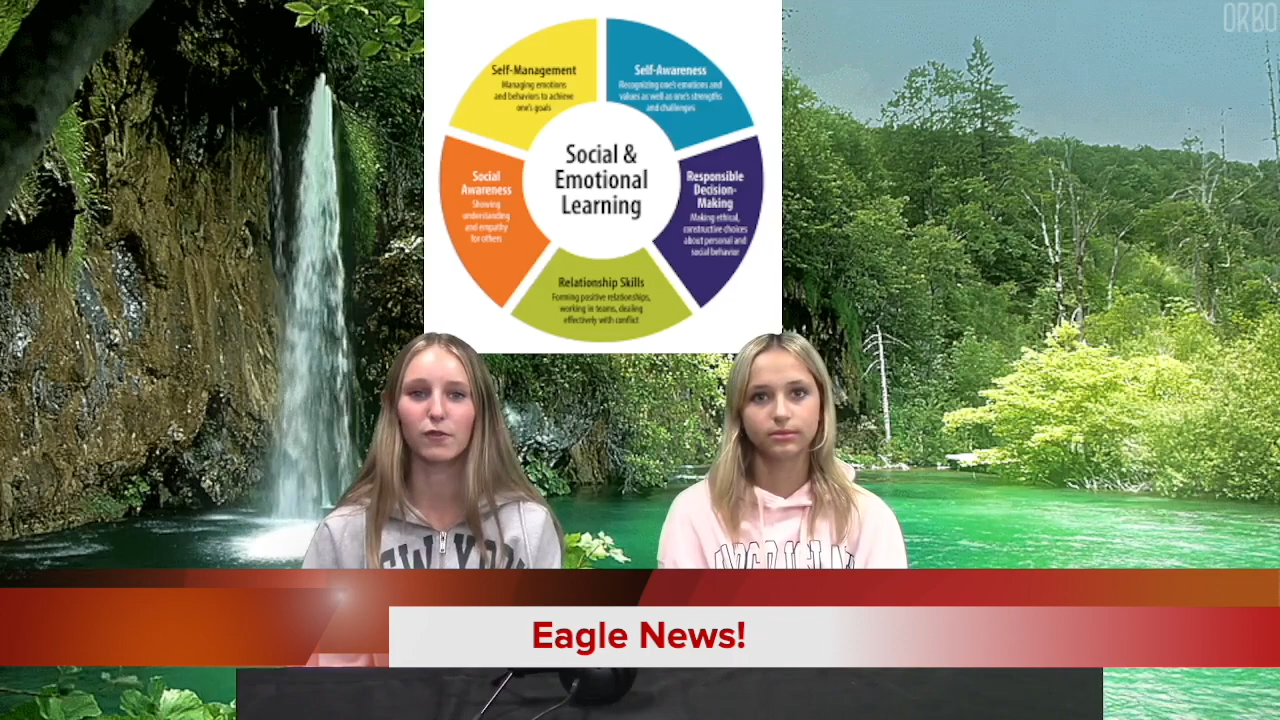 ORBO
Self-Management
Managing emotions
and behaviors to achieve
one's goals
Self-Awareness
Recognizing one's emotions and
values as well as one's strengths
and challenges
Social
Awareness
Showing
understanding
and empathy
for others
Social &
Emotional
Learning
Responsible
Decision-
Making
Making ethical,
constructive choices
about personal and
social behavior
Relationship Skills
Forming positive relationships,
working in teams, dealing
effectively with conflict
NEW YORK
Eagle News!